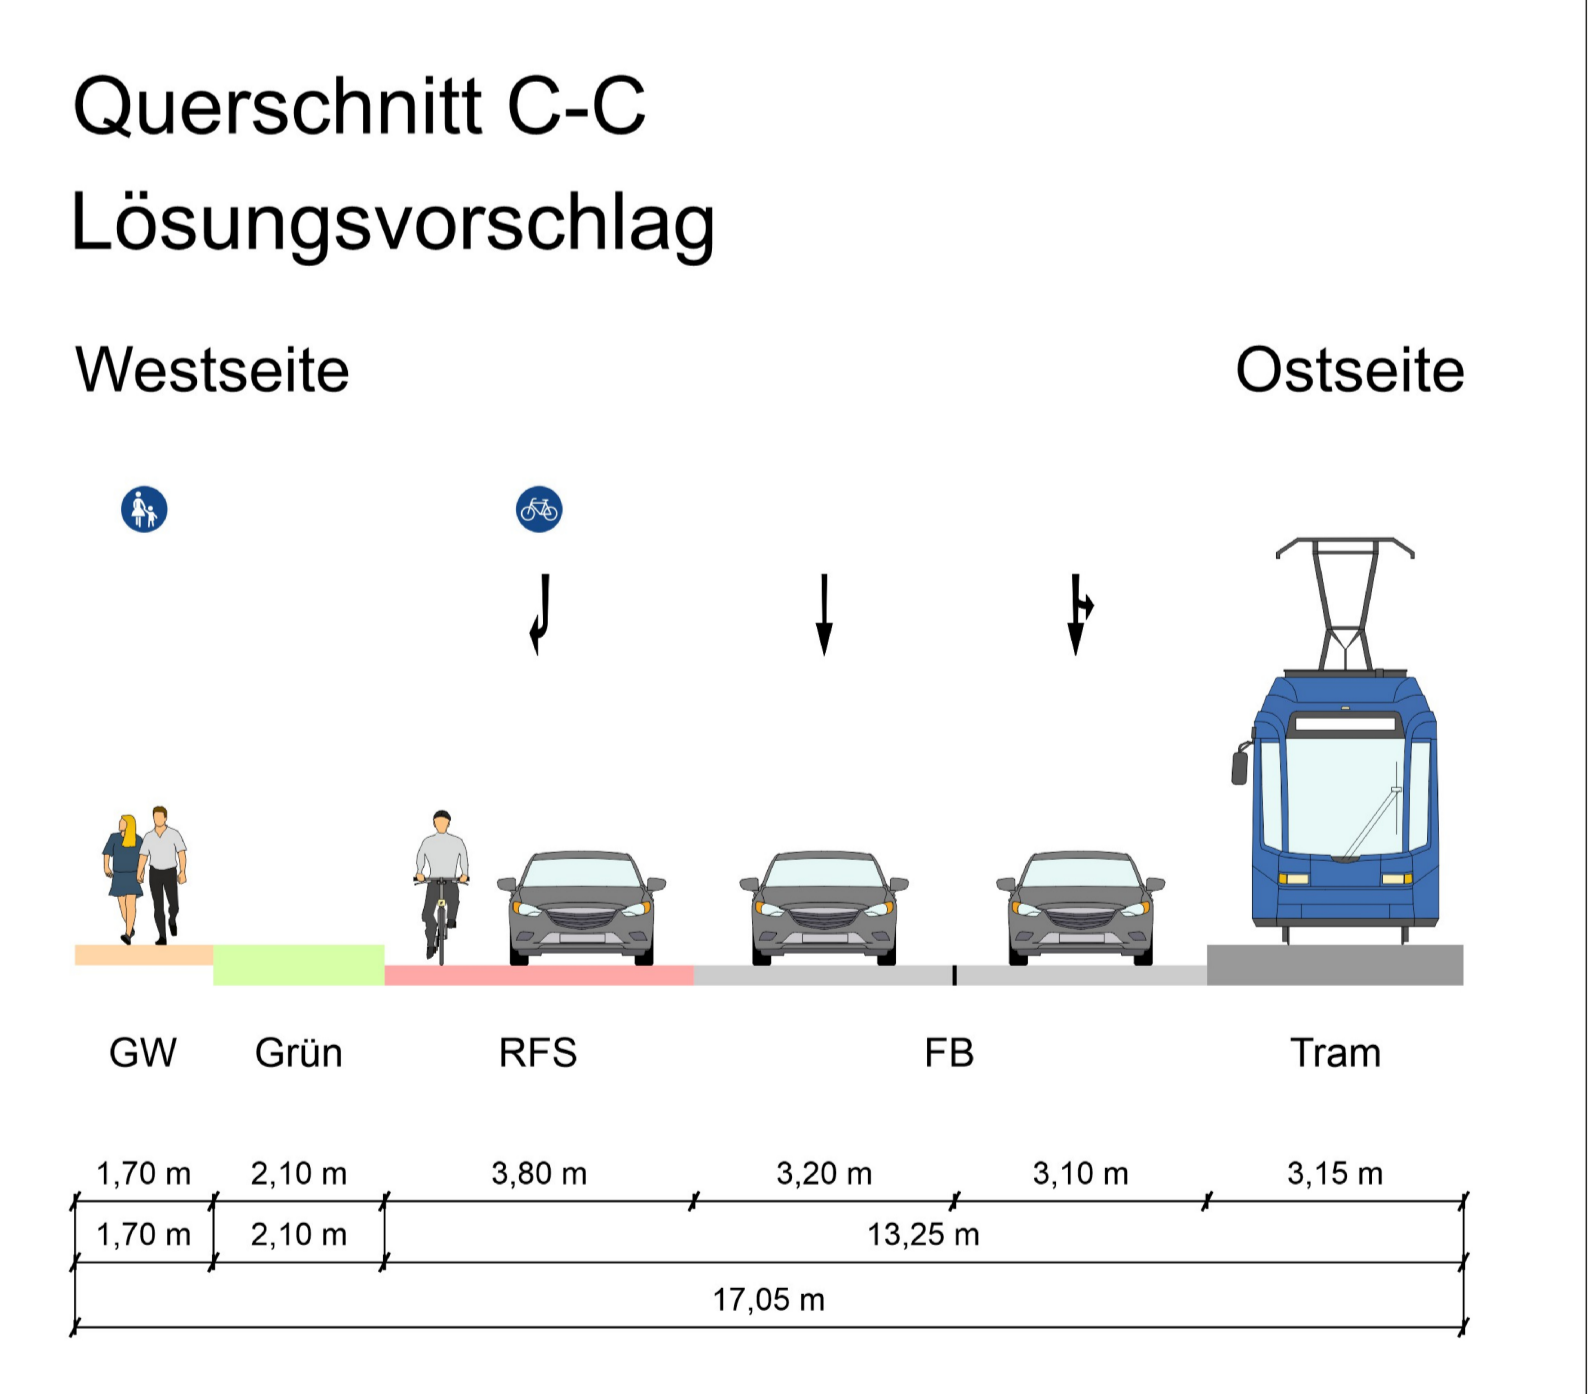 Querschnitt C-C
Lösungsvorschlag
Westseite Ostseite
GW Grün RFS FB Tram
1,70 m 2,10 m 3,80 m 3,20 m 3,10 m 3,15 m
1,70 m 2,10 m 13,25 m
17,05 m